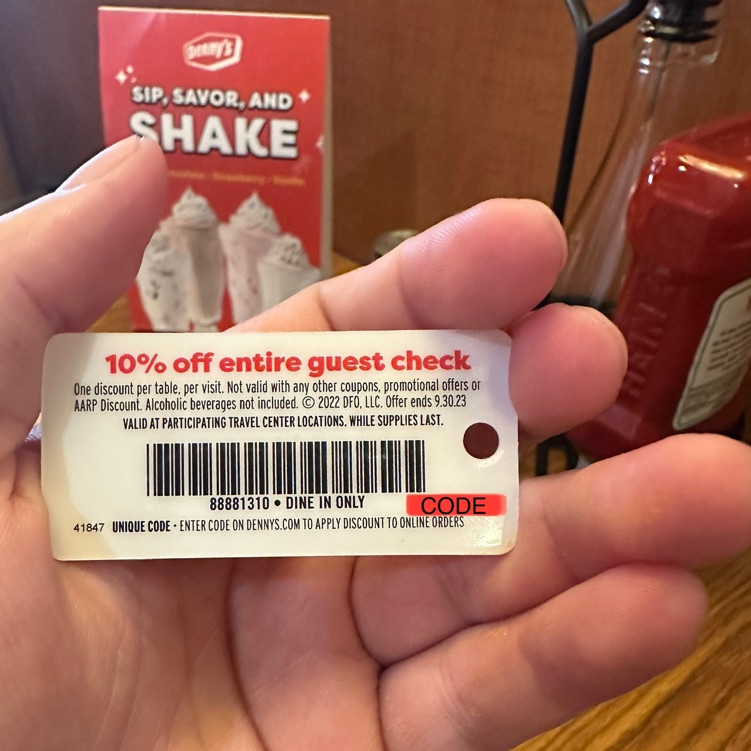 Denny's
SIP, SAVOR, AND
SHAKE
Strawberry • Vanilla
10% off entire guest check
One discount per table, per visit. Not valid with any other coupons, promotional offers or
AARP Discount. Alcoholic beverages not included. © 2022 DFO, LLC. Offer ends 9.30.23
VALID AT PARTICIPATING TRAVEL CENTER LOCATIONS. WHILE SUPPLIES LAST.
88881310 • DINE IN ONLY
CODE
41847 UNIQUE CODE • ENTER CODE ON DENNYS.COM TO APPLY DISCOUNT TO ONLINE ORDERS